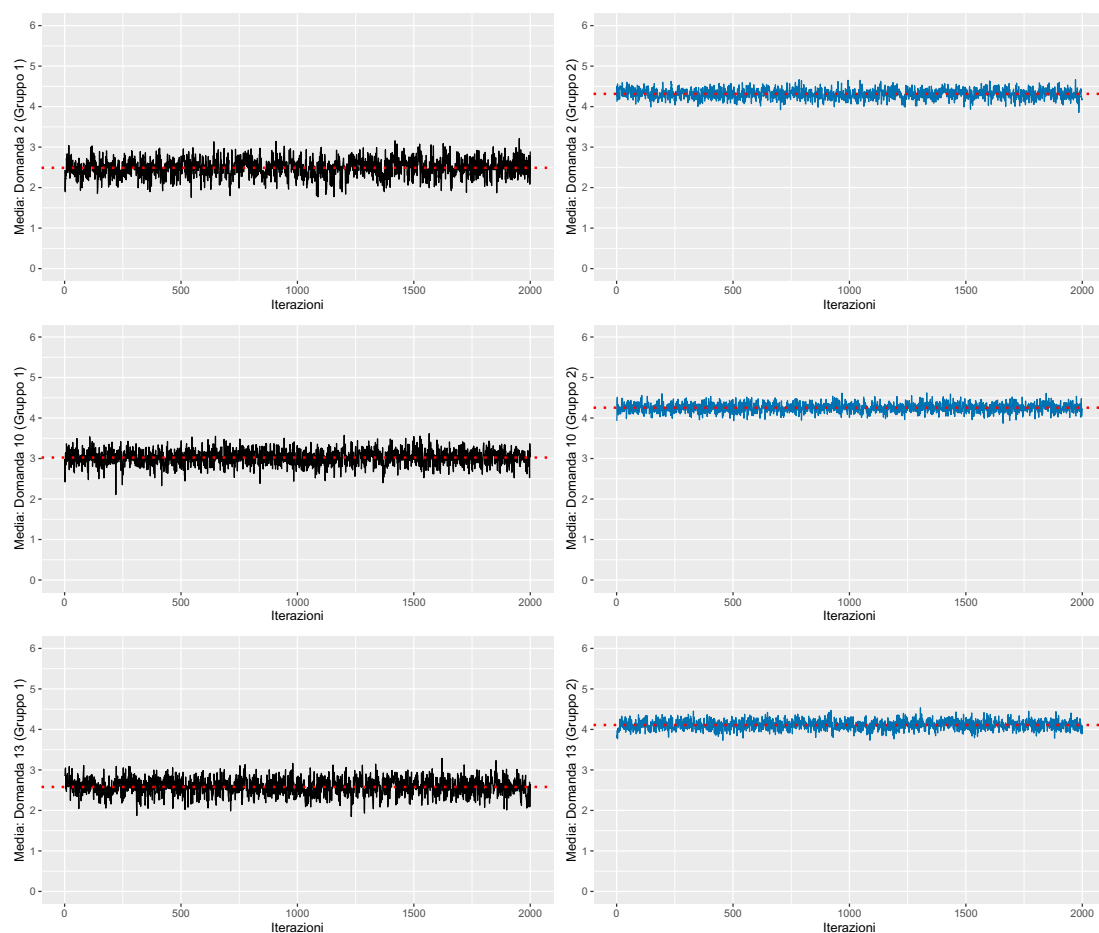 Media: Domanda 2 (Gruppo 1)
6
5
4
3
2
1
0
0 500 1000 1500 2000
Iterazioni
Media: Domanda 2 (Gruppo 2)
6
5
4
3
2
1
0
0 500 1000 1500 2000
Iterazioni
Media: Domanda 10 (Gruppo 1)
6
5
4
3
2
1
0
0 500 1000 1500 2000
Iterazioni
Media: Domanda 10 (Gruppo 2)
6
5
4
3
2
1
0
0 500 1000 1500 2000
Iterazioni
Media: Domanda 13 (Gruppo 1)
6
5
4
3
2
1
0
0 500 1000 1500 2000
Iterazioni
Media: Domanda 13 (Gruppo 2)
6
5
4
3
2
1
0
0 500 1000 1500 2000
Iterazioni